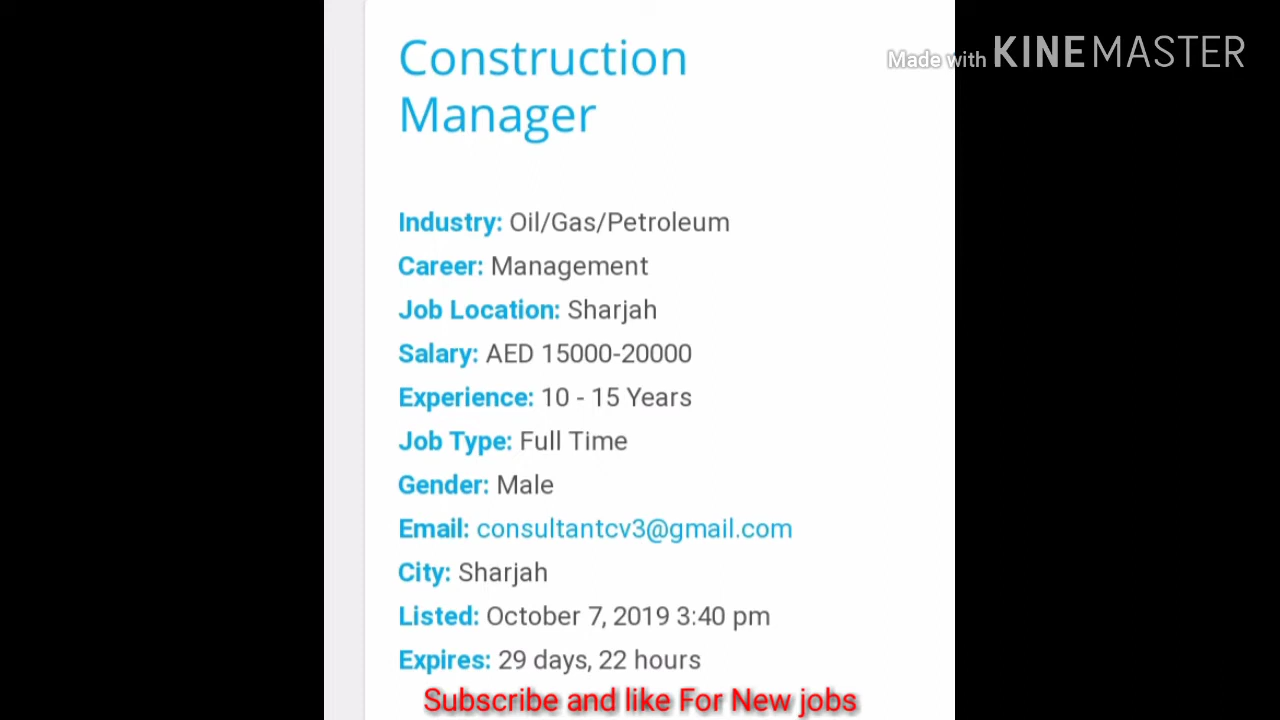 Construction
Made with KINEMASTER
Manager
Industry: Oil/Gas/Petroleum
Career: Management
Job Location: Sharjah
Salary: AED 15000-20000
Experience: 10 - 15 Years
Job Type: Full Time
Gender: Male
Email: consultantcv3@gmail.com
City: Sharjah
Listed: October 7, 2019 3:40 pm
Expires: 29 days, 22 hours
Subscribe and like For New jobs